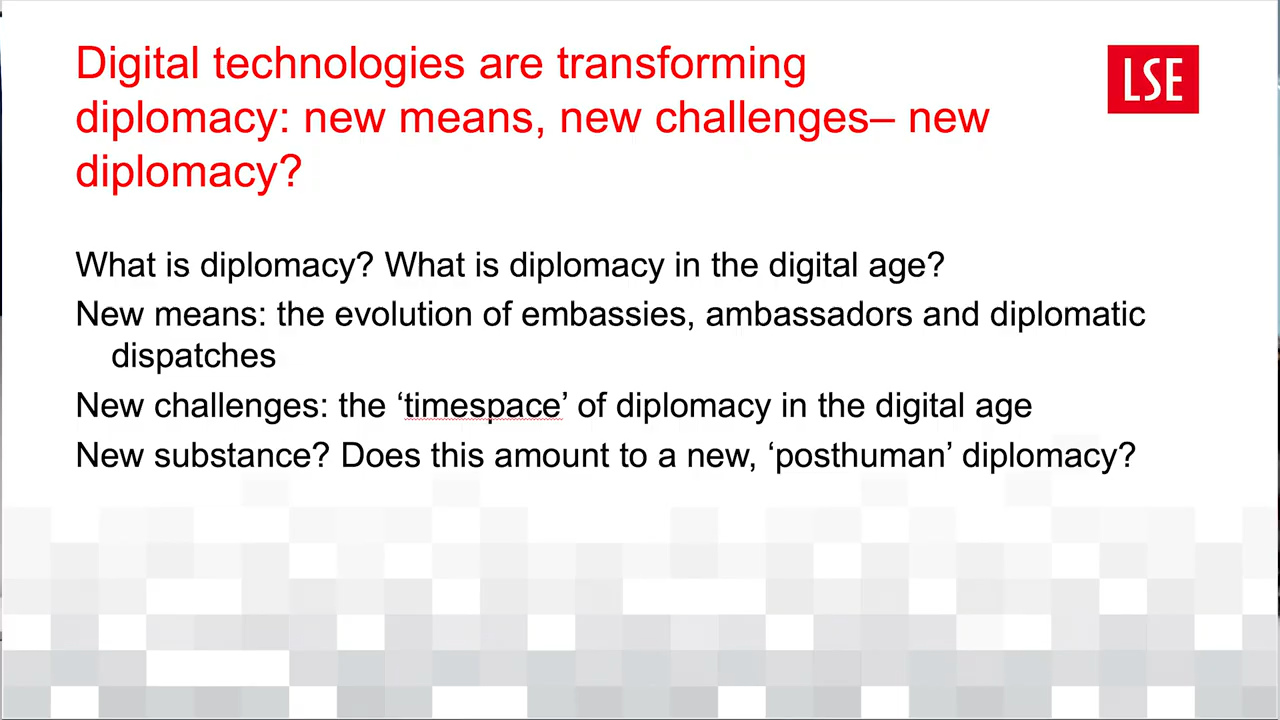 Digital technologies are transforming
diplomacy: new means, new challenges– new
diplomacy?
LSE
What is diplomacy? What is diplomacy in the digital age?
New means: the evolution of embassies, ambassadors and diplomatic
dispatches
New challenges: the ‘timespace’ of diplomacy in the digital age
New substance? Does this amount to a new, ‘posthuman’ diplomacy?